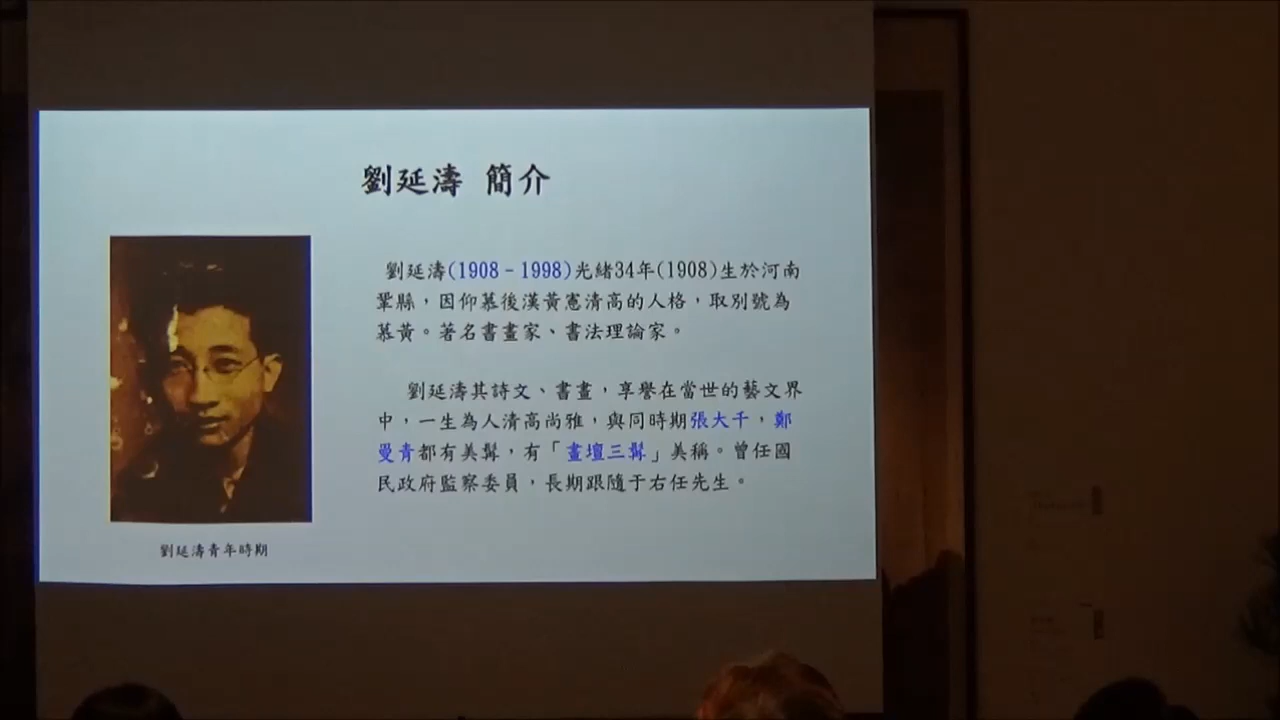 劉延濤 簡介
劉延濤(1908-1998)光緒34年(1908)生於河南
鞏縣，因仰慕後漢黃憲清高的人格，取別號為
慕黃。著名書畫家、書法理論家。
劉延濤其詩文、書畫，享譽在當世的藝文界
中，一生為人清高尚雅，與同時期張大千，鄭
曼青都有美髯，有「畫壇三髯」美稱。曾任國
民政府監察委員，長期跟隨于右任先生。
劉延濤青年時期